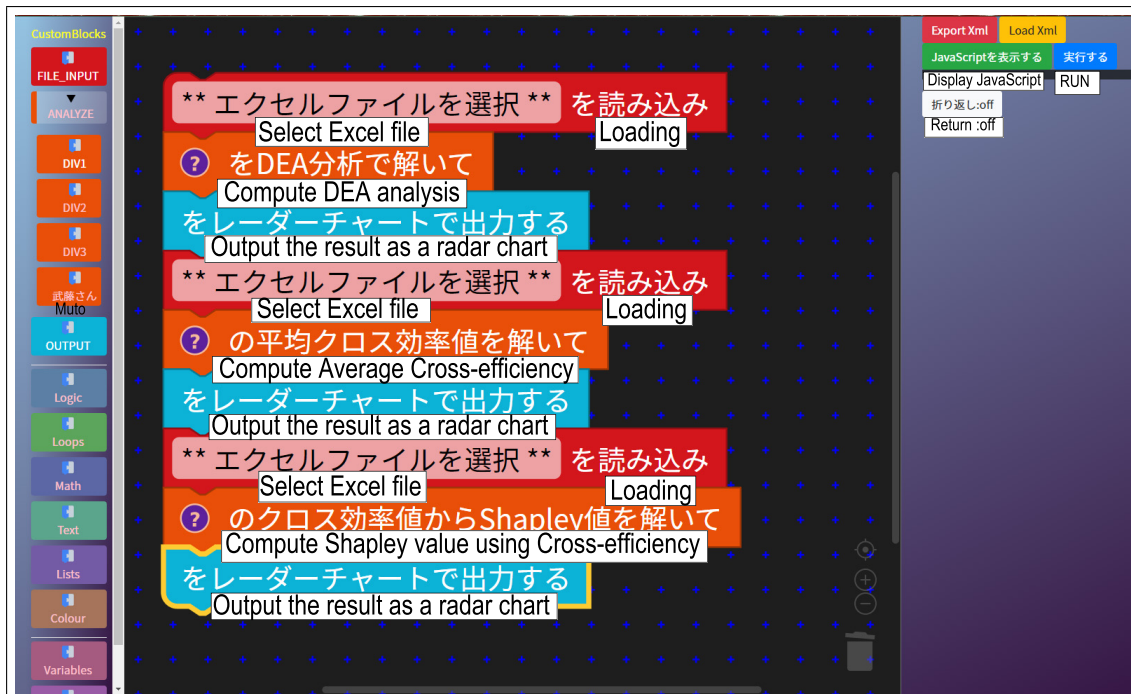 CustomBlocks
FILE_INPUT
ANALYZE
DIV1
DIV2
DIV3
武藤さん
Muto
OUTPUT
Logic
Loops
Math
Text
Lists
Colour
Variables
** エクセルファイルを選択 ** を読み込み
Select Excel file Loading
? をDEA分析で解いて
Compute DEA analysis
をレーダーチャートで出力する
Output the result as a radar chart
** エクセルファイルを選択 ** を読み込み
Select Excel file Loading
? の平均クロス効率値を解いて
Compute Average Cross-efficiency
をレーダーチャートで出力する
Output the result as a radar chart
** エクセルファイルを選択 ** を読み込み
Select Excel file Loading
? のクロス効率値からShapley値を解いて
Compute Shapley value using Cross-efficiency
をレーダーチャートで出力する
Output the result as a radar chart
Export Xml Load Xml
JavaScriptを表示する 実行する
Display JavaScript RUN
折り返し:off
Return :off